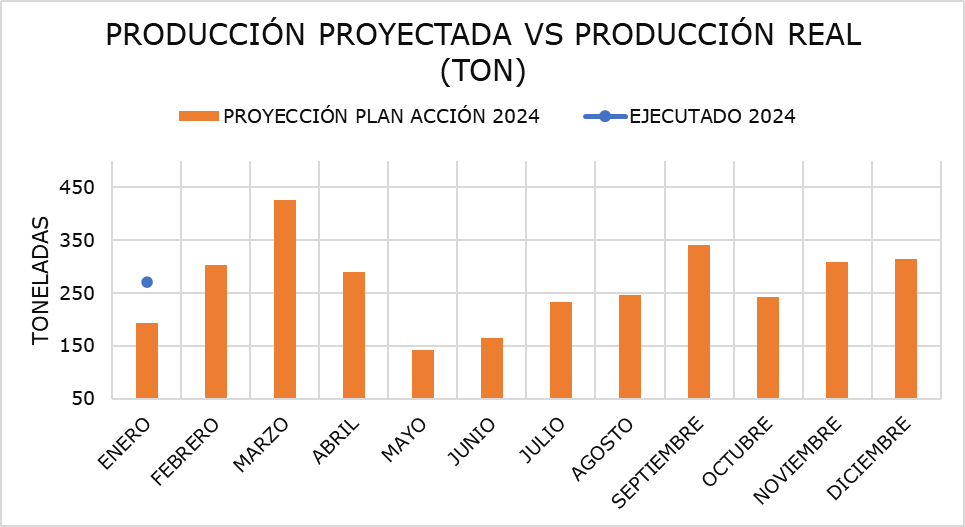 PRODUCCIÓN PROYECTADA VS PRODUCCIÓN REAL
(TON)
PROYECCIÓN PLAN ACCIÓN 2024
EJECUTADO 2024
TONELADAS
450
350
250
150
50
ENERO
FEBRERO
MARZO
ABRIL
MAYO
JUNIO
JULIO
AGOSTO
SEPTIEMBRE
OCTUBRE
NOVIEMBRE
DICIEMBRE